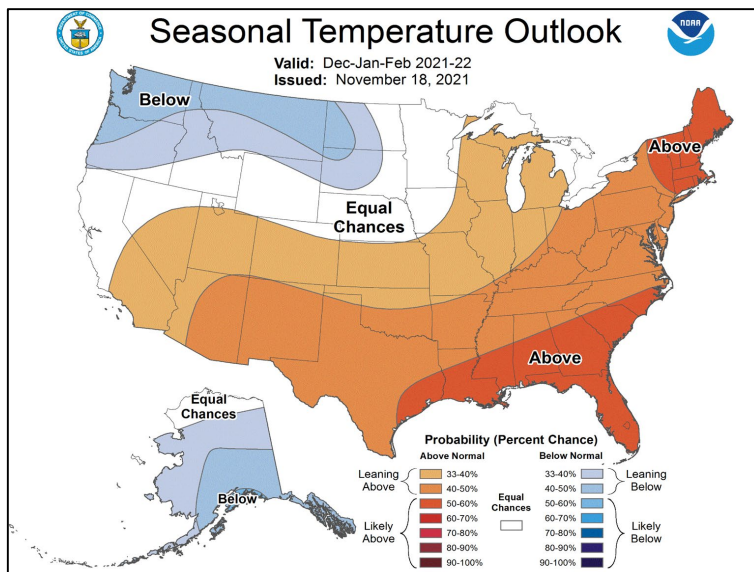 Seasonal Temperature Outlook
NOAA
Valid: Dec-Jan-Feb 2021-22
Issued: November 18, 2021
Below
Above
Equal
Chances
Above
Equal
Chances
Below
Probability (Percent Chance)
Above Normal
Below Normal
Leaning
Above
33-40%
40-50%
Likely
Above
50-60%
60-70%
70-80%
80-90%
90-100%
Equal
Chances
33-40%
40-50%
Leaning
Below
50-60%
60-70%
70-80%
80-90%
90-100%
Likely
Below